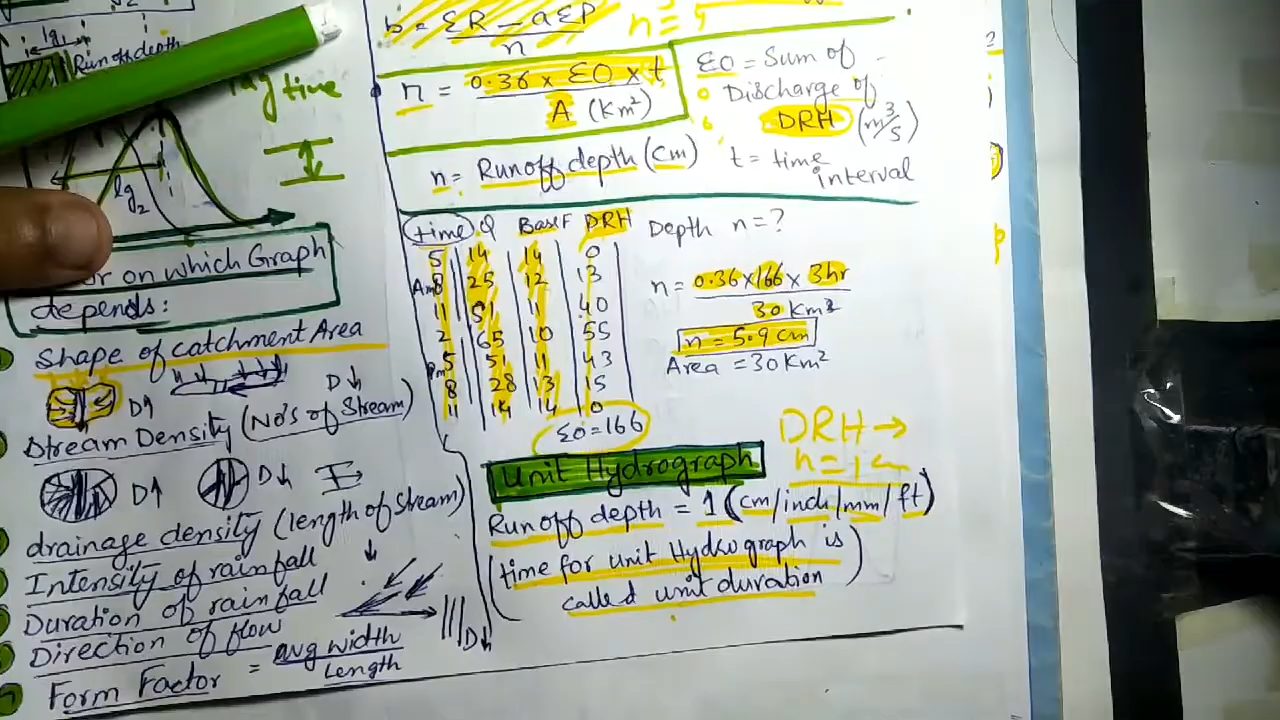 Runoff depth
time
lg2
or on which Graph
depends:
Shape of catchment Area
D↑
D↓
Stream Density (No's of Stream)
D↑
D↓
drainage density (length of Stream)
Intensity of rainfall
Duration of rainfall
Direction of flow
D↓
Form Factor = avg width
Length
b = ΣR - aΣP
n
n = 0.36 × ΣO × t
A (Km²)
ΣO = Sum of
Discharge of
DRH (m³/s)
n = Runoff depth (cm)
t = time
interval
time Q BaseF DRH
5 14 14 0
Am 8 25 12 13
11 51 11 40
2 65 10 55
Pm 5 51 11 43
8 28 13 15
11 14 14 0
ΣO = 166
Depth n = ?
n = 0.36×166× 3hr
30 Km²
n = 5.9 cm
Area = 30 Km²
DRH →
n = 1 cm
Unit Hydrograph
Runoff depth = 1 (cm/inch/mm/ft)
(time for unit Hydrograph is
called unit duration)